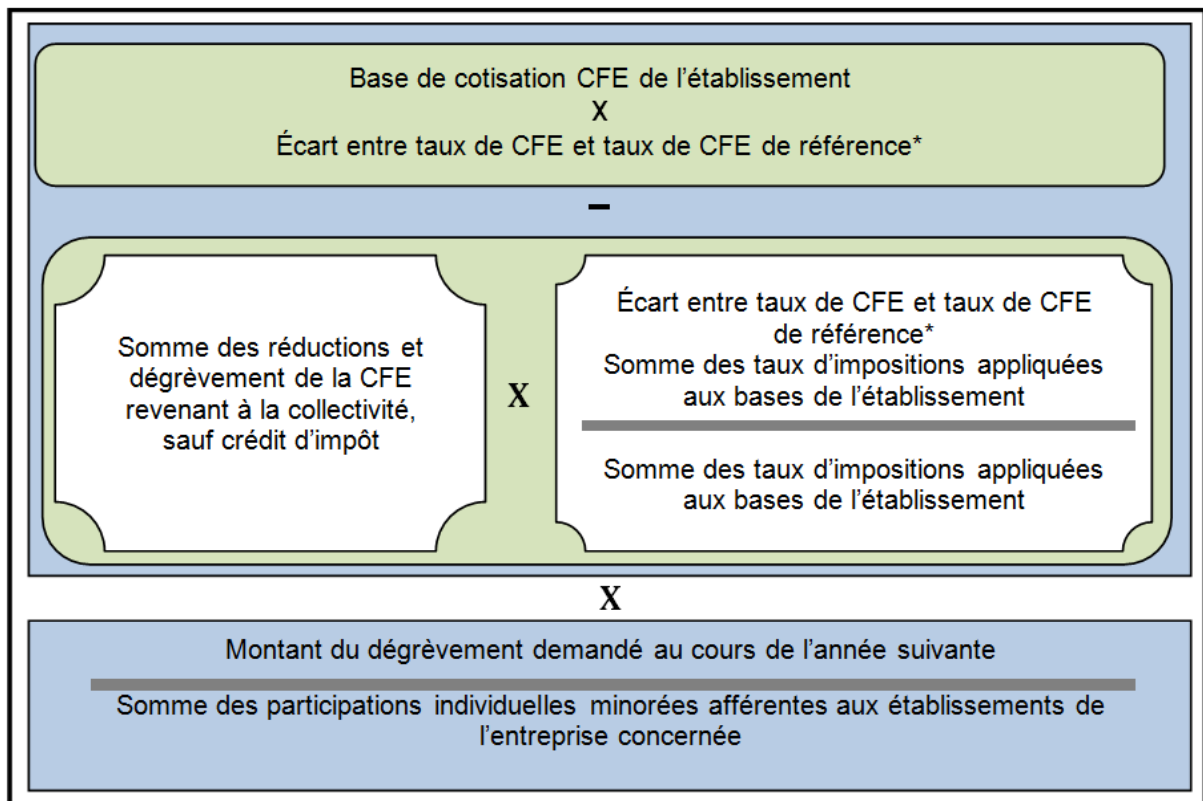 Base de cotisation CFE de l'établissement
X
Écart entre taux de CFE et taux de CFE de référence*
–
Somme des réductions et
dégrèvement de la CFE
revenant à la collectivité,
sauf crédit d'impôt
X
Écart entre taux de CFE et taux de CFE
de référence*
Somme des taux d'impositions appliquées
aux bases de l'établissement
Somme des taux d'impositions appliquées
aux bases de l'établissement
X
Montant du dégrèvement demandé au cours de l'année suivante
Somme des participations individuelles minorées afférentes aux établissements de
l'entreprise concernée